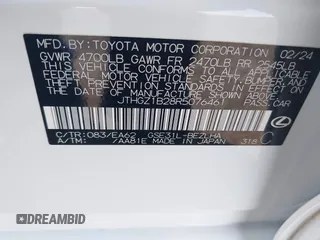 MFD. BY: TOYOTA MOTOR CORPORATION 02/24
GVWR 4700LB GAWR FR 2470LB RR 2545LB
THIS VEHICLE CONFORMS TO ALL APPLICABLE
FEDERAL MOTOR VEHICLE SAFETY, BUMPER, AND
THEFT PREVENTION STANDARDS IN EFFECT ON
THE DATE OF MANUFACTURE SHOWN ABOVE.
JTHGZ1B28R5076461
PASS. CAR
C/TR: 083/EA62 GSE31L-BEZLHA
A/TM: /AA81E MADE IN JAPAN 318 C
DREAMBID